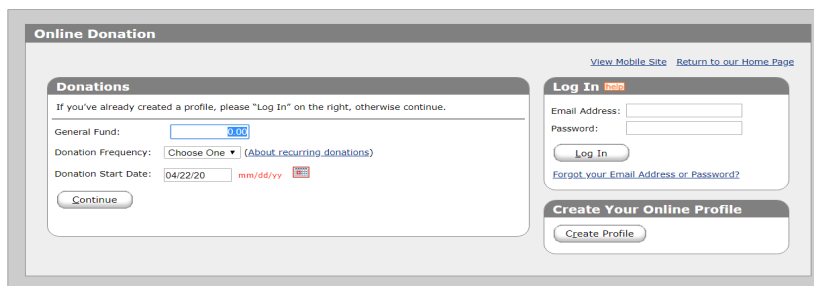 Online Donation
View Mobile Site Return to our Home Page
Donations
If you've already created a profile, please "Log In" on the right, otherwise continue.
General Fund: 0.00
Donation Frequency: Choose One (About recurring donations)
Donation Start Date: 04/22/20 mm/dd/yy
Continue
Log In help
Email Address:
Password:
Log In
Forgot your Email Address or Password?
Create Your Online Profile
Create Profile